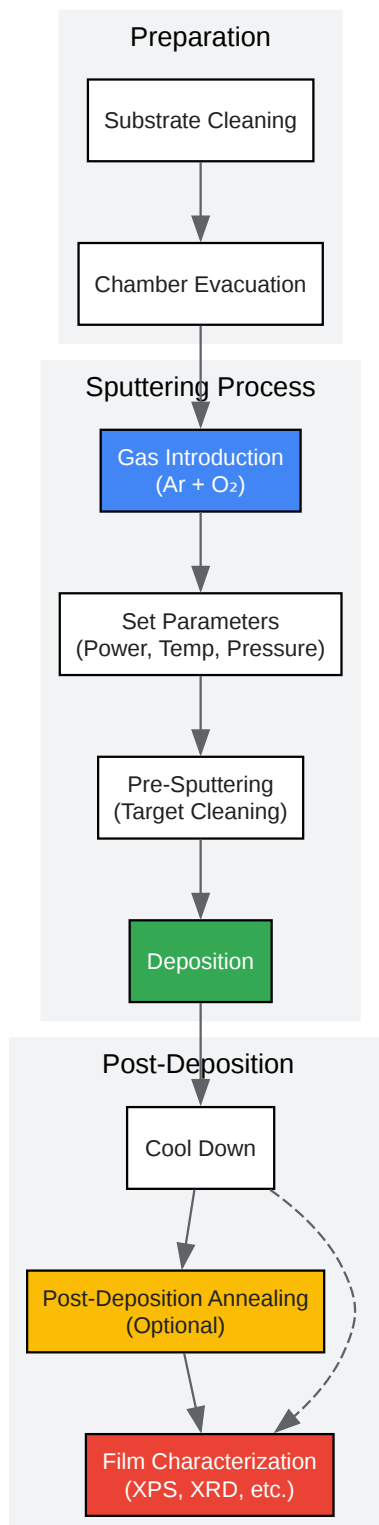 Preparation
Substrate Cleaning
Chamber Evacuation
Sputtering Process
Gas Introduction
(Ar + O₂)
Set Parameters
(Power, Temp, Pressure)
Pre-Sputtering
(Target Cleaning)
Deposition
Post-Deposition
Cool Down
Post-Deposition Annealing
(Optional)
Film Characterization
(XPS, XRD, etc.)